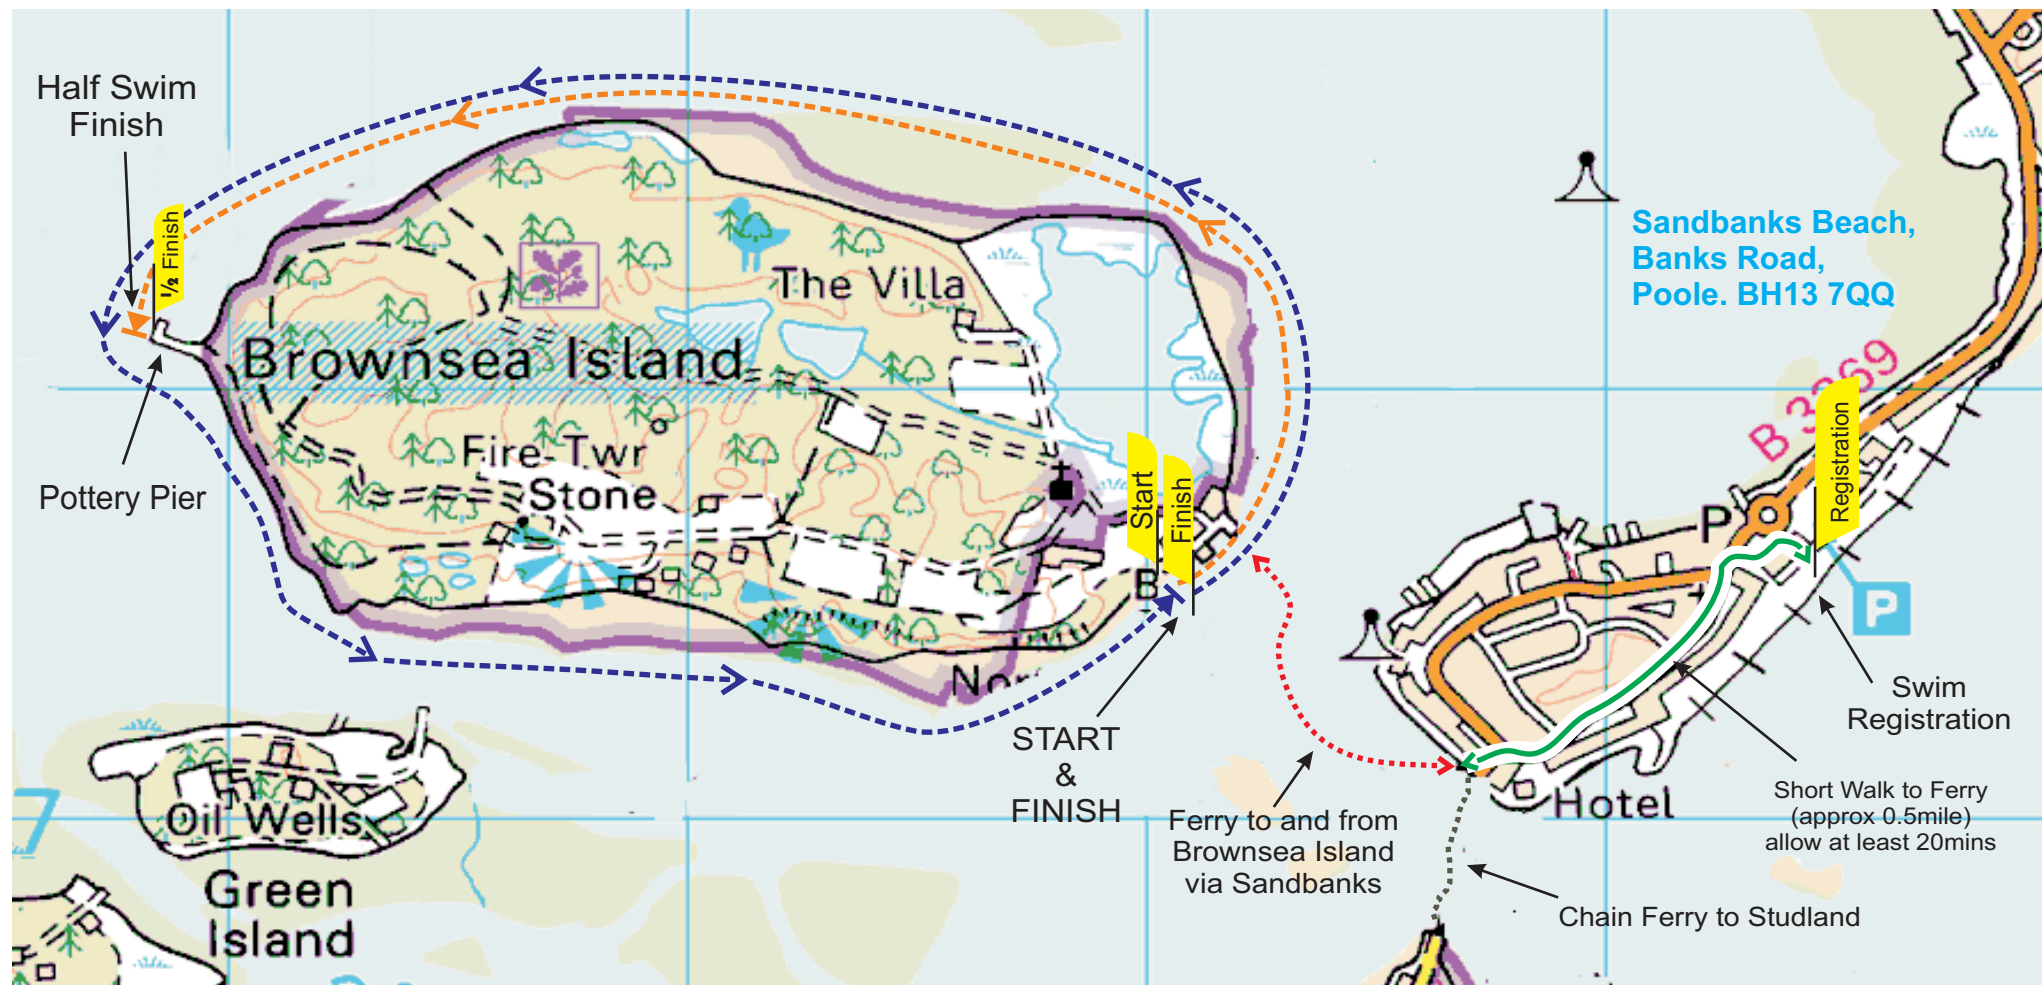 Half Swim
Finish
½ Finish
Pottery Pier
Brownsea Island
The Villa
Fire Twr
Stone
Start
Finish
B
START
&
FINISH
Sandbanks Beach,
Banks Road,
Poole. BH13 7QQ
B 3369
Registration
P
P
Swim
Registration
Short Walk to Ferry
(approx 0.5mile)
allow at least 20mins
Hotel
Ferry to and from
Brownsea Island
via Sandbanks
Chain Ferry to Studland
Oil Wells
Green
Island
7